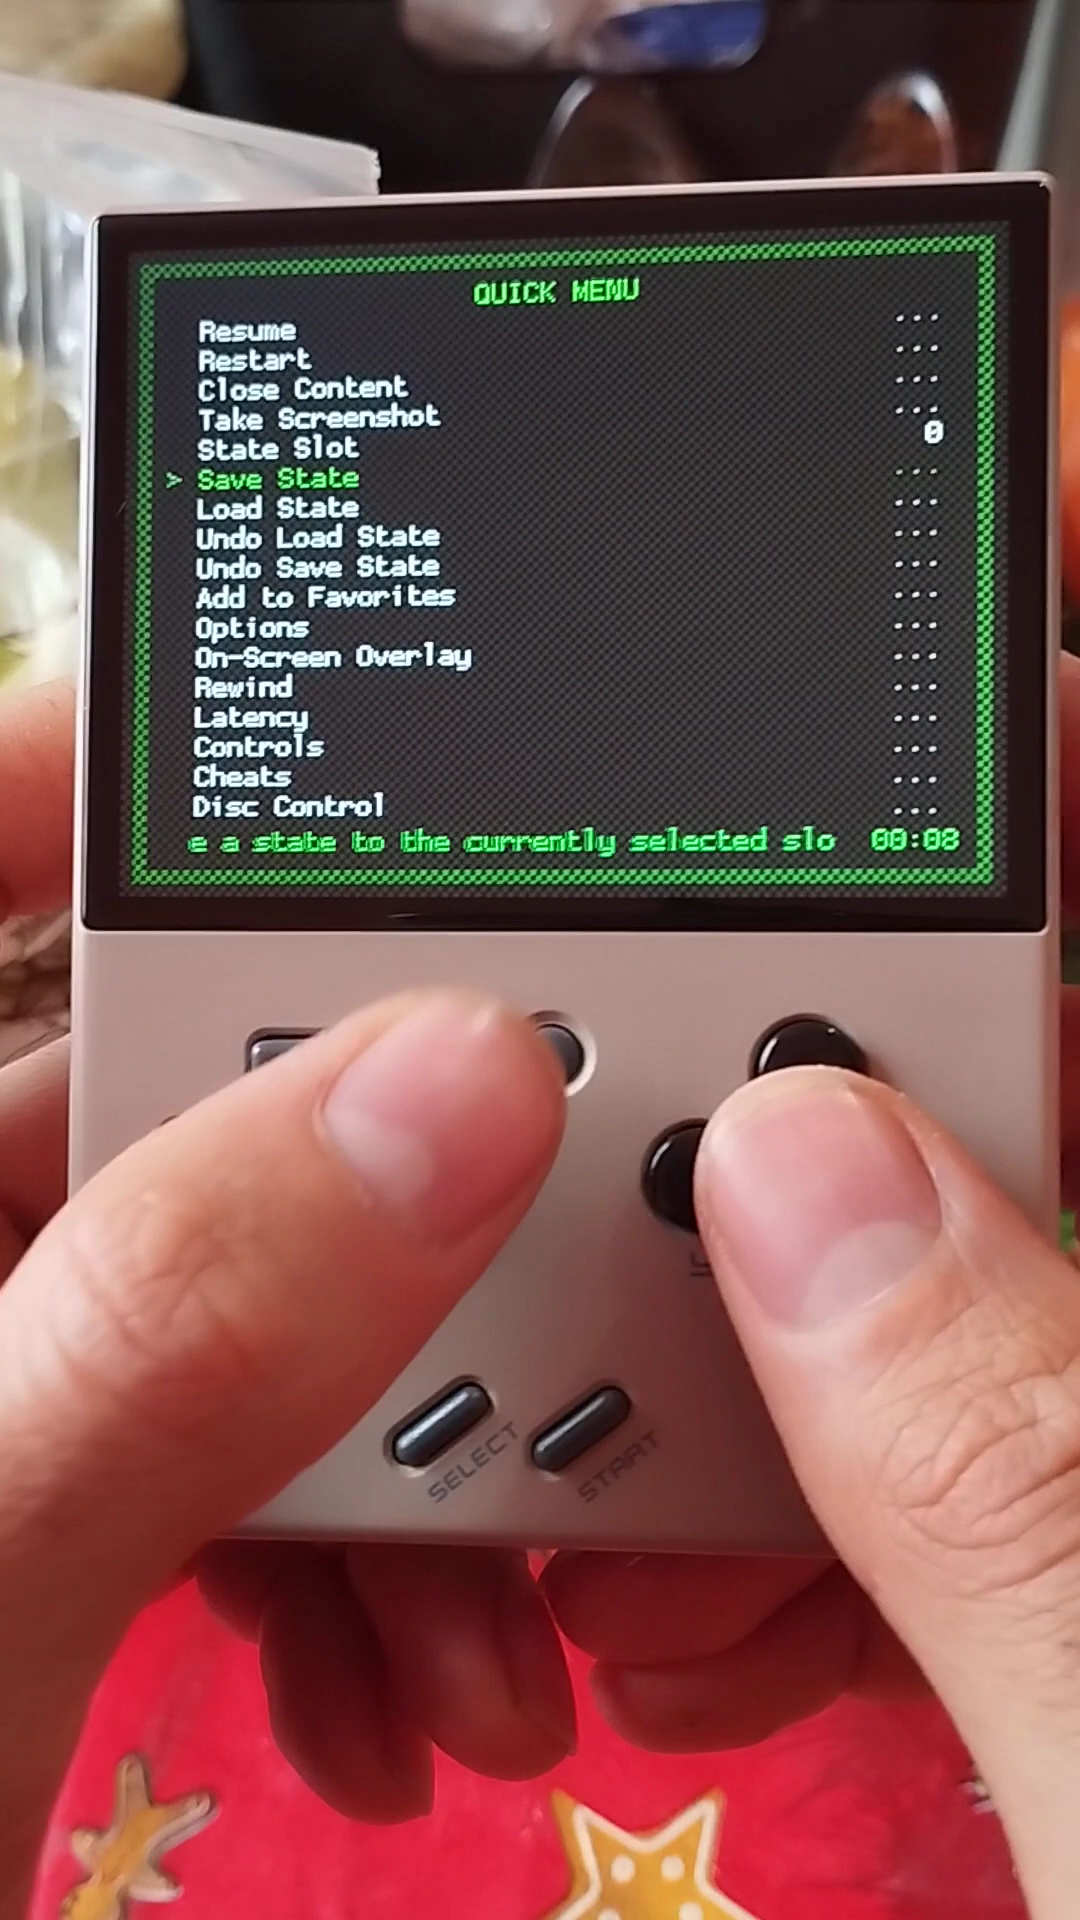 QUICK MENU
Resume ...
Restart ...
Close Content ...
Take Screenshot ...
State Slot 0
> Save State ...
Load State ...
Undo Load State ...
Undo Save State ...
Add to Favorites ...
Options ...
On-Screen Overlay ...
Rewind ...
Latency ...
Controls ...
Cheats ...
Disc Control ...
e a state to the currently selected slo 00:08
SELECT
START